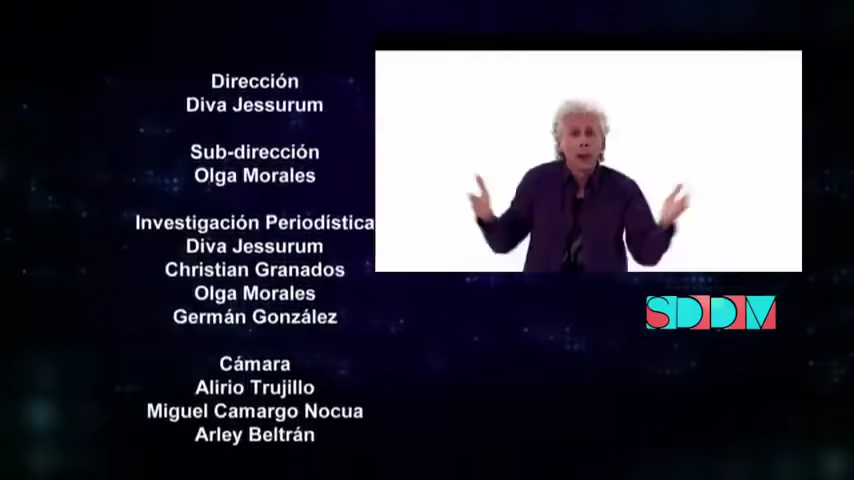 Dirección
Diva Jessurum
Sub-dirección
Olga Morales
Investigación Periodística
Diva Jessurum
Christian Granados
Olga Morales
Germán González
Cámara
Alirio Trujillo
Miguel Camargo Nocua
Arley Beltrán
SDDV